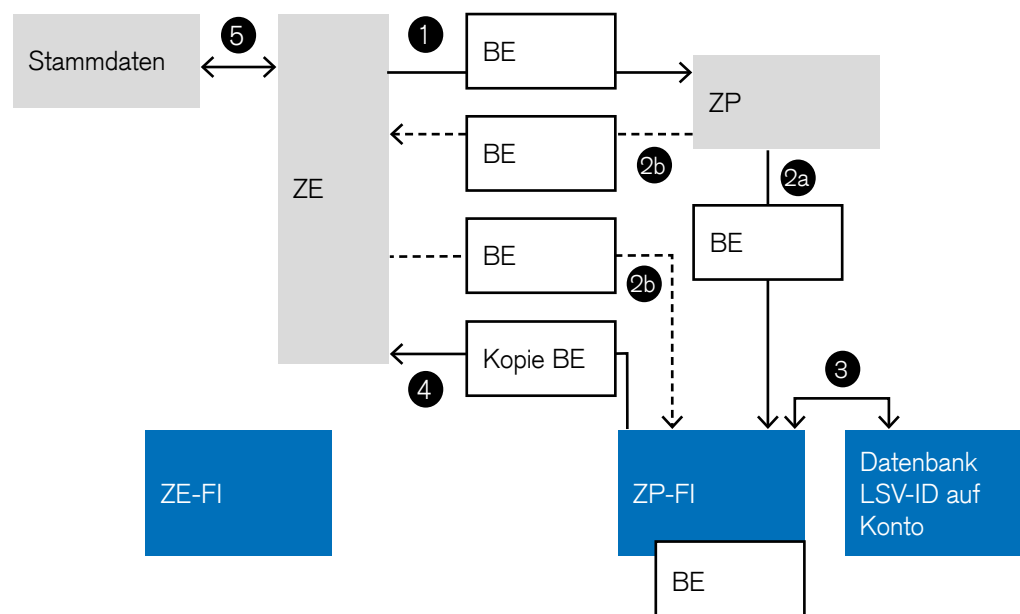 5
1
BE
Stammdaten
ZP
BE
2b
2a
ZE
BE
BE
2b
Kopie BE
3
4
Datenbank
LSV-ID auf
Konto
ZE-FI
ZP-FI
BE